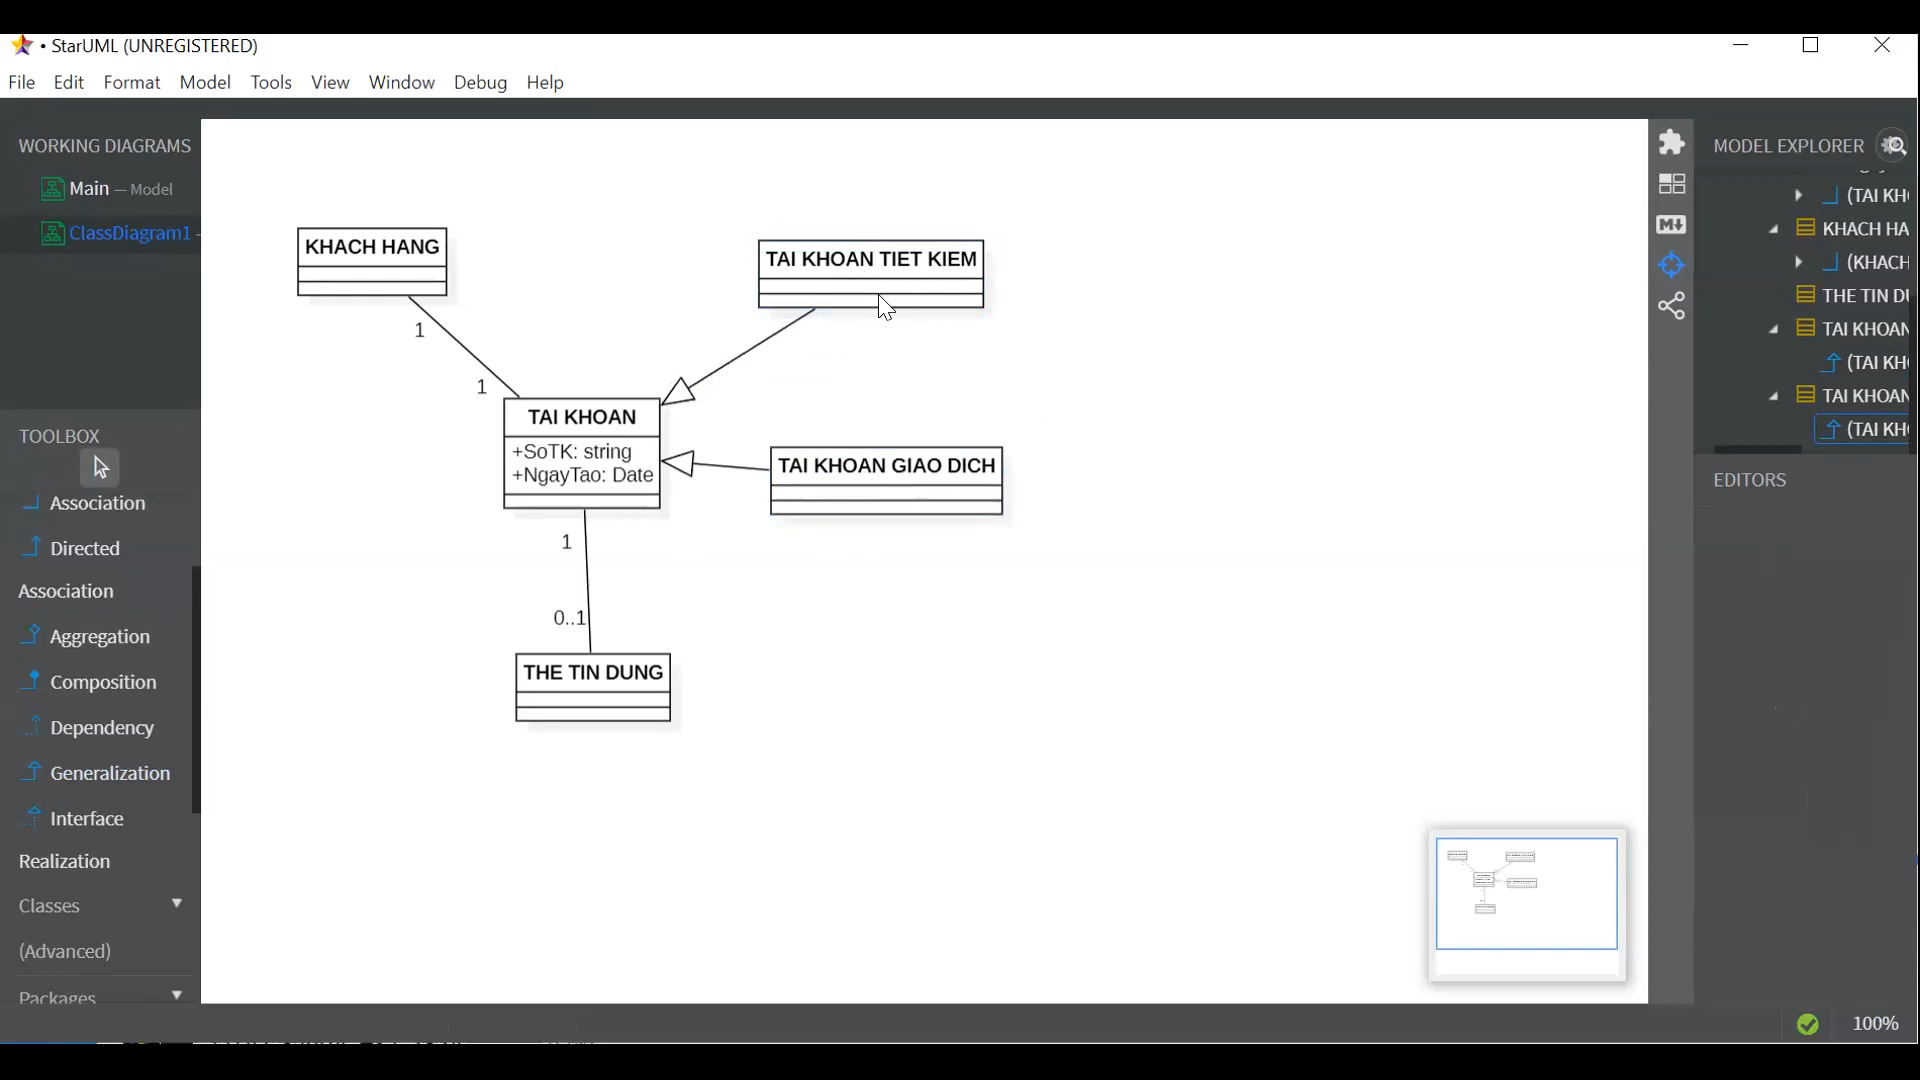 • StarUML (UNREGISTERED)
File Edit Format Model Tools View Window Debug Help
WORKING DIAGRAMS
Main — Model
ClassDiagram1 –
TOOLBOX
Association
Directed
Association
Aggregation
Composition
Dependency
Generalization
Interface
Realization
Classes
(Advanced)
Packages
KHACH HANG
1
1
TAI KHOAN TIET KIEM
TAI KHOAN
+SoTK: string
+NgayTao: Date
TAI KHOAN GIAO DICH
1
0..1
THE TIN DUNG
M
MODEL EXPLORER
(TAI KH
KHACH HA
(KHACH
THE TIN DU
TAI KHOAN
(TAI KH
TAI KHOAN
(TAI KH
EDITORS
100%